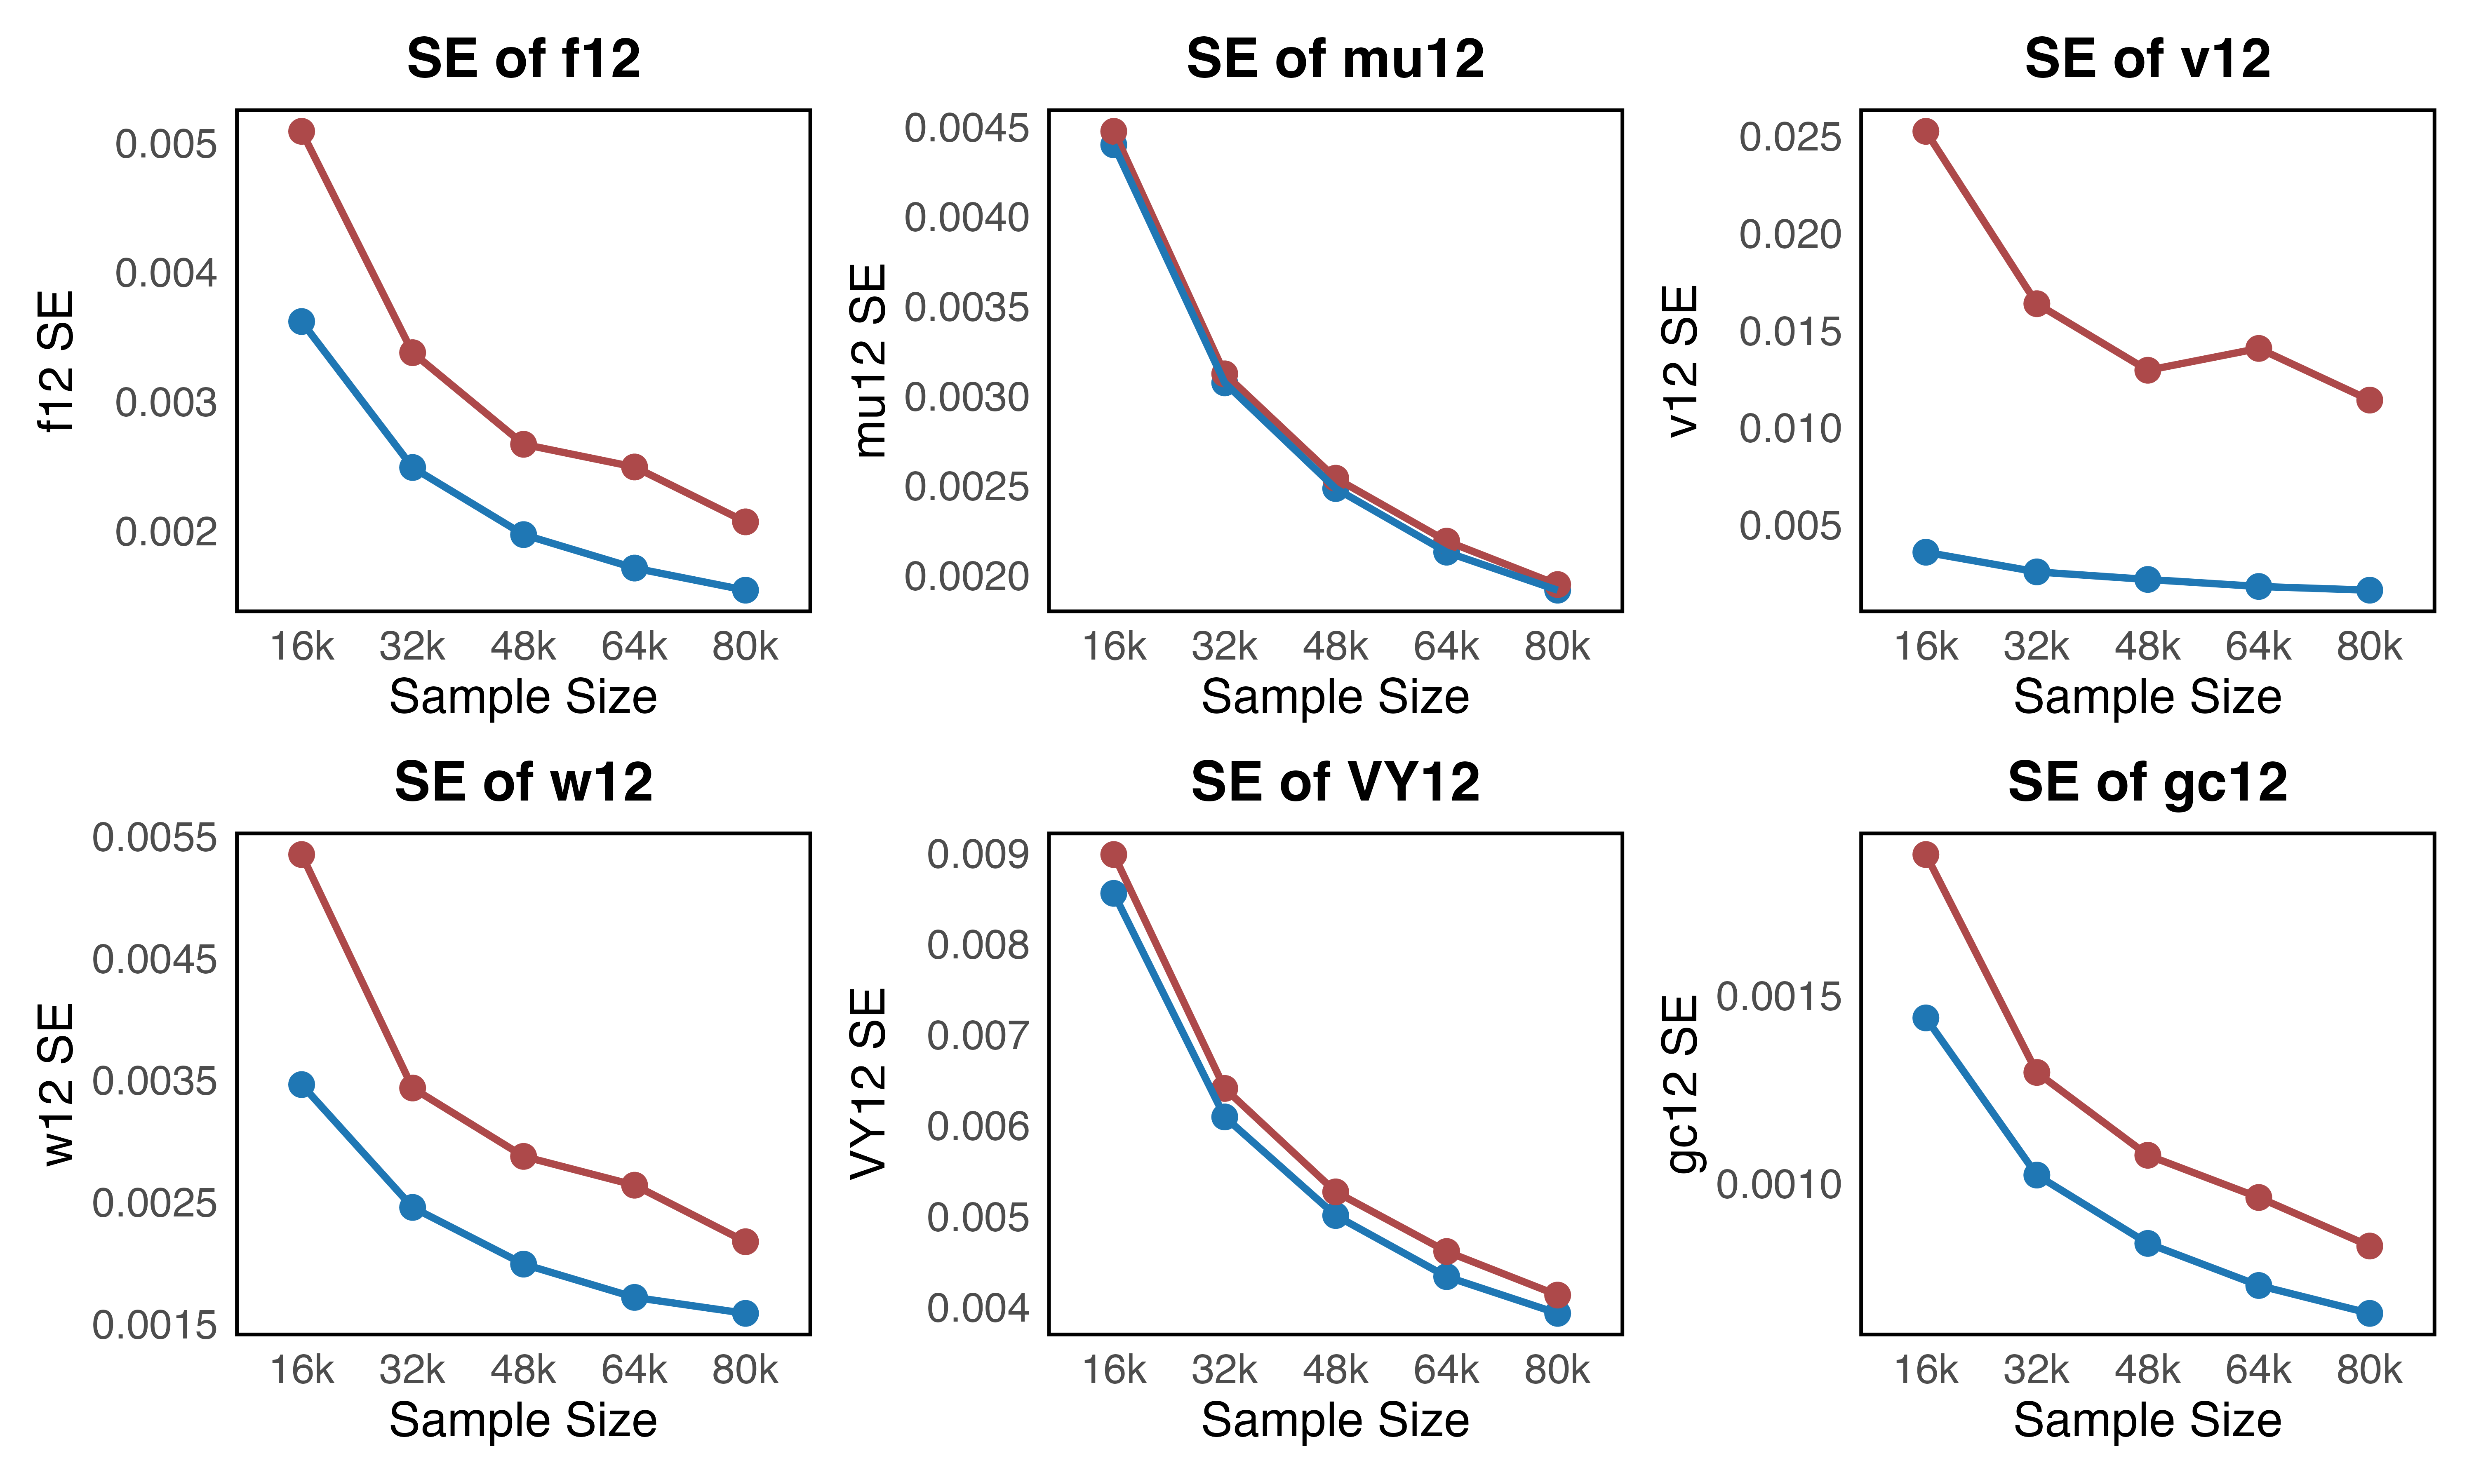 SE of f12
f12 SE
0.005
0.004
0.003
0.002
16k 32k 48k 64k 80k
Sample Size
SE of mu12
mu12 SE
0.0045
0.0040
0.0035
0.0030
0.0025
0.0020
16k 32k 48k 64k 80k
Sample Size
SE of v12
v12 SE
0.025
0.020
0.015
0.010
0.005
16k 32k 48k 64k 80k
Sample Size
SE of w12
w12 SE
0.0055
0.0045
0.0035
0.0025
0.0015
16k 32k 48k 64k 80k
Sample Size
SE of VY12
VY12 SE
0.009
0.008
0.007
0.006
0.005
0.004
16k 32k 48k 64k 80k
Sample Size
SE of gc12
gc12 SE
0.0015
0.0010
16k 32k 48k 64k 80k
Sample Size